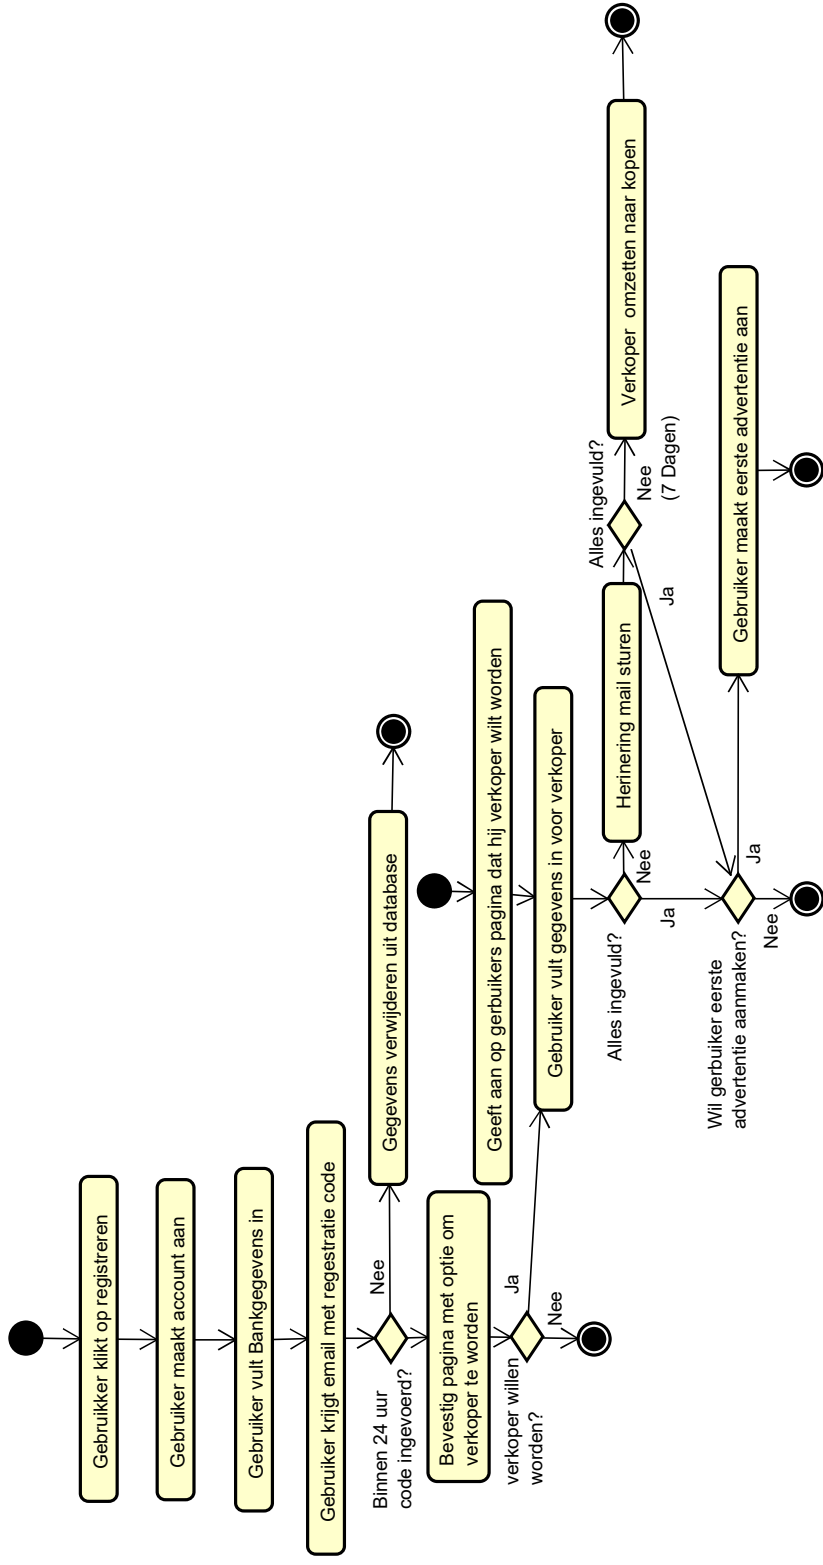 Gebruikker klikt op registreren
Gebruiker maakt account aan
Gebruiker vult Bankgegevens in
Gebruiker krijgt email met regestratie code
Binnen 24 uur
code ingevoerd?
Nee
Gegevens verwijderen uit database
Bevestig pagina met optie om
verkoper te worden
verkoper willen
worden?
Ja
Nee
Geeft aan op gerbuikers pagina dat hij verkoper wilt worden
Gebruiker vult gegevens in voor verkoper
Alles ingevuld?
Nee
Ja
Herinering mail sturen
Alles ingevuld?
Nee
(7 Dagen)
Ja
Verkoper omzetten naar kopen
Wil gerbuiker eerste
advertentie aanmaken?
Ja
Nee
Gebruiker maakt eerste advertentie aan